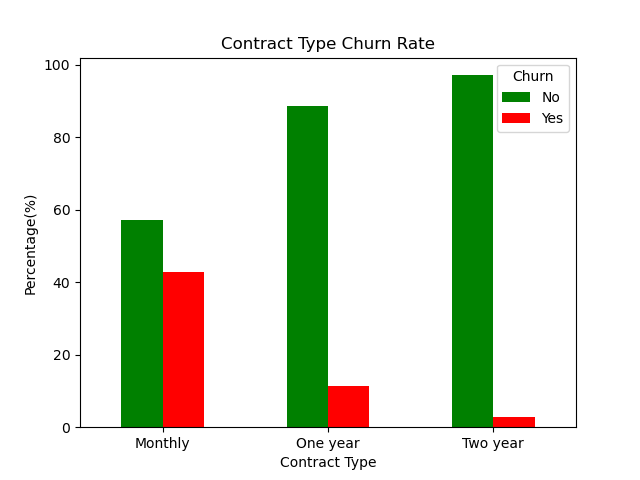 Contract Type Churn Rate
Percentage(%)
100
80
60
40
20
0
Churn
No
Yes
Monthly
One year
Two year
Contract Type